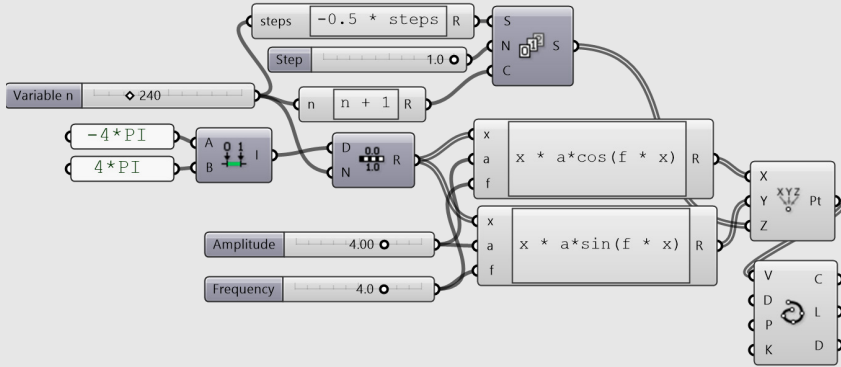 steps -0.5 * steps R
S
N
C
S
Step 1.0
Variable n 240
n n + 1 R
-4*PI
4*PI
A
B
0 1
I
D
N
0.0
1.0
R
x
a
f
x * a*cos(f * x) R
x
a
f
x * a*sin(f * x) R
Amplitude 4.00
Frequency 4.0
X
Y
Z
XYZ
Pt
V
D
P
K
C
L
D